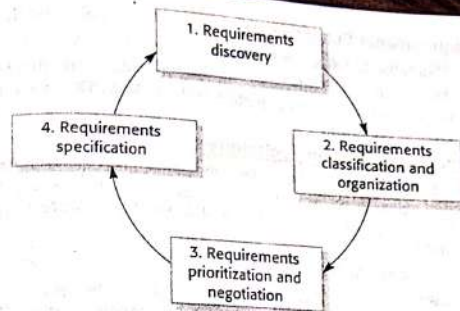 1. Requirements
discovery
2. Requirements
classification and
organization
3. Requirements
prioritization and
negotiation
4. Requirements
specification